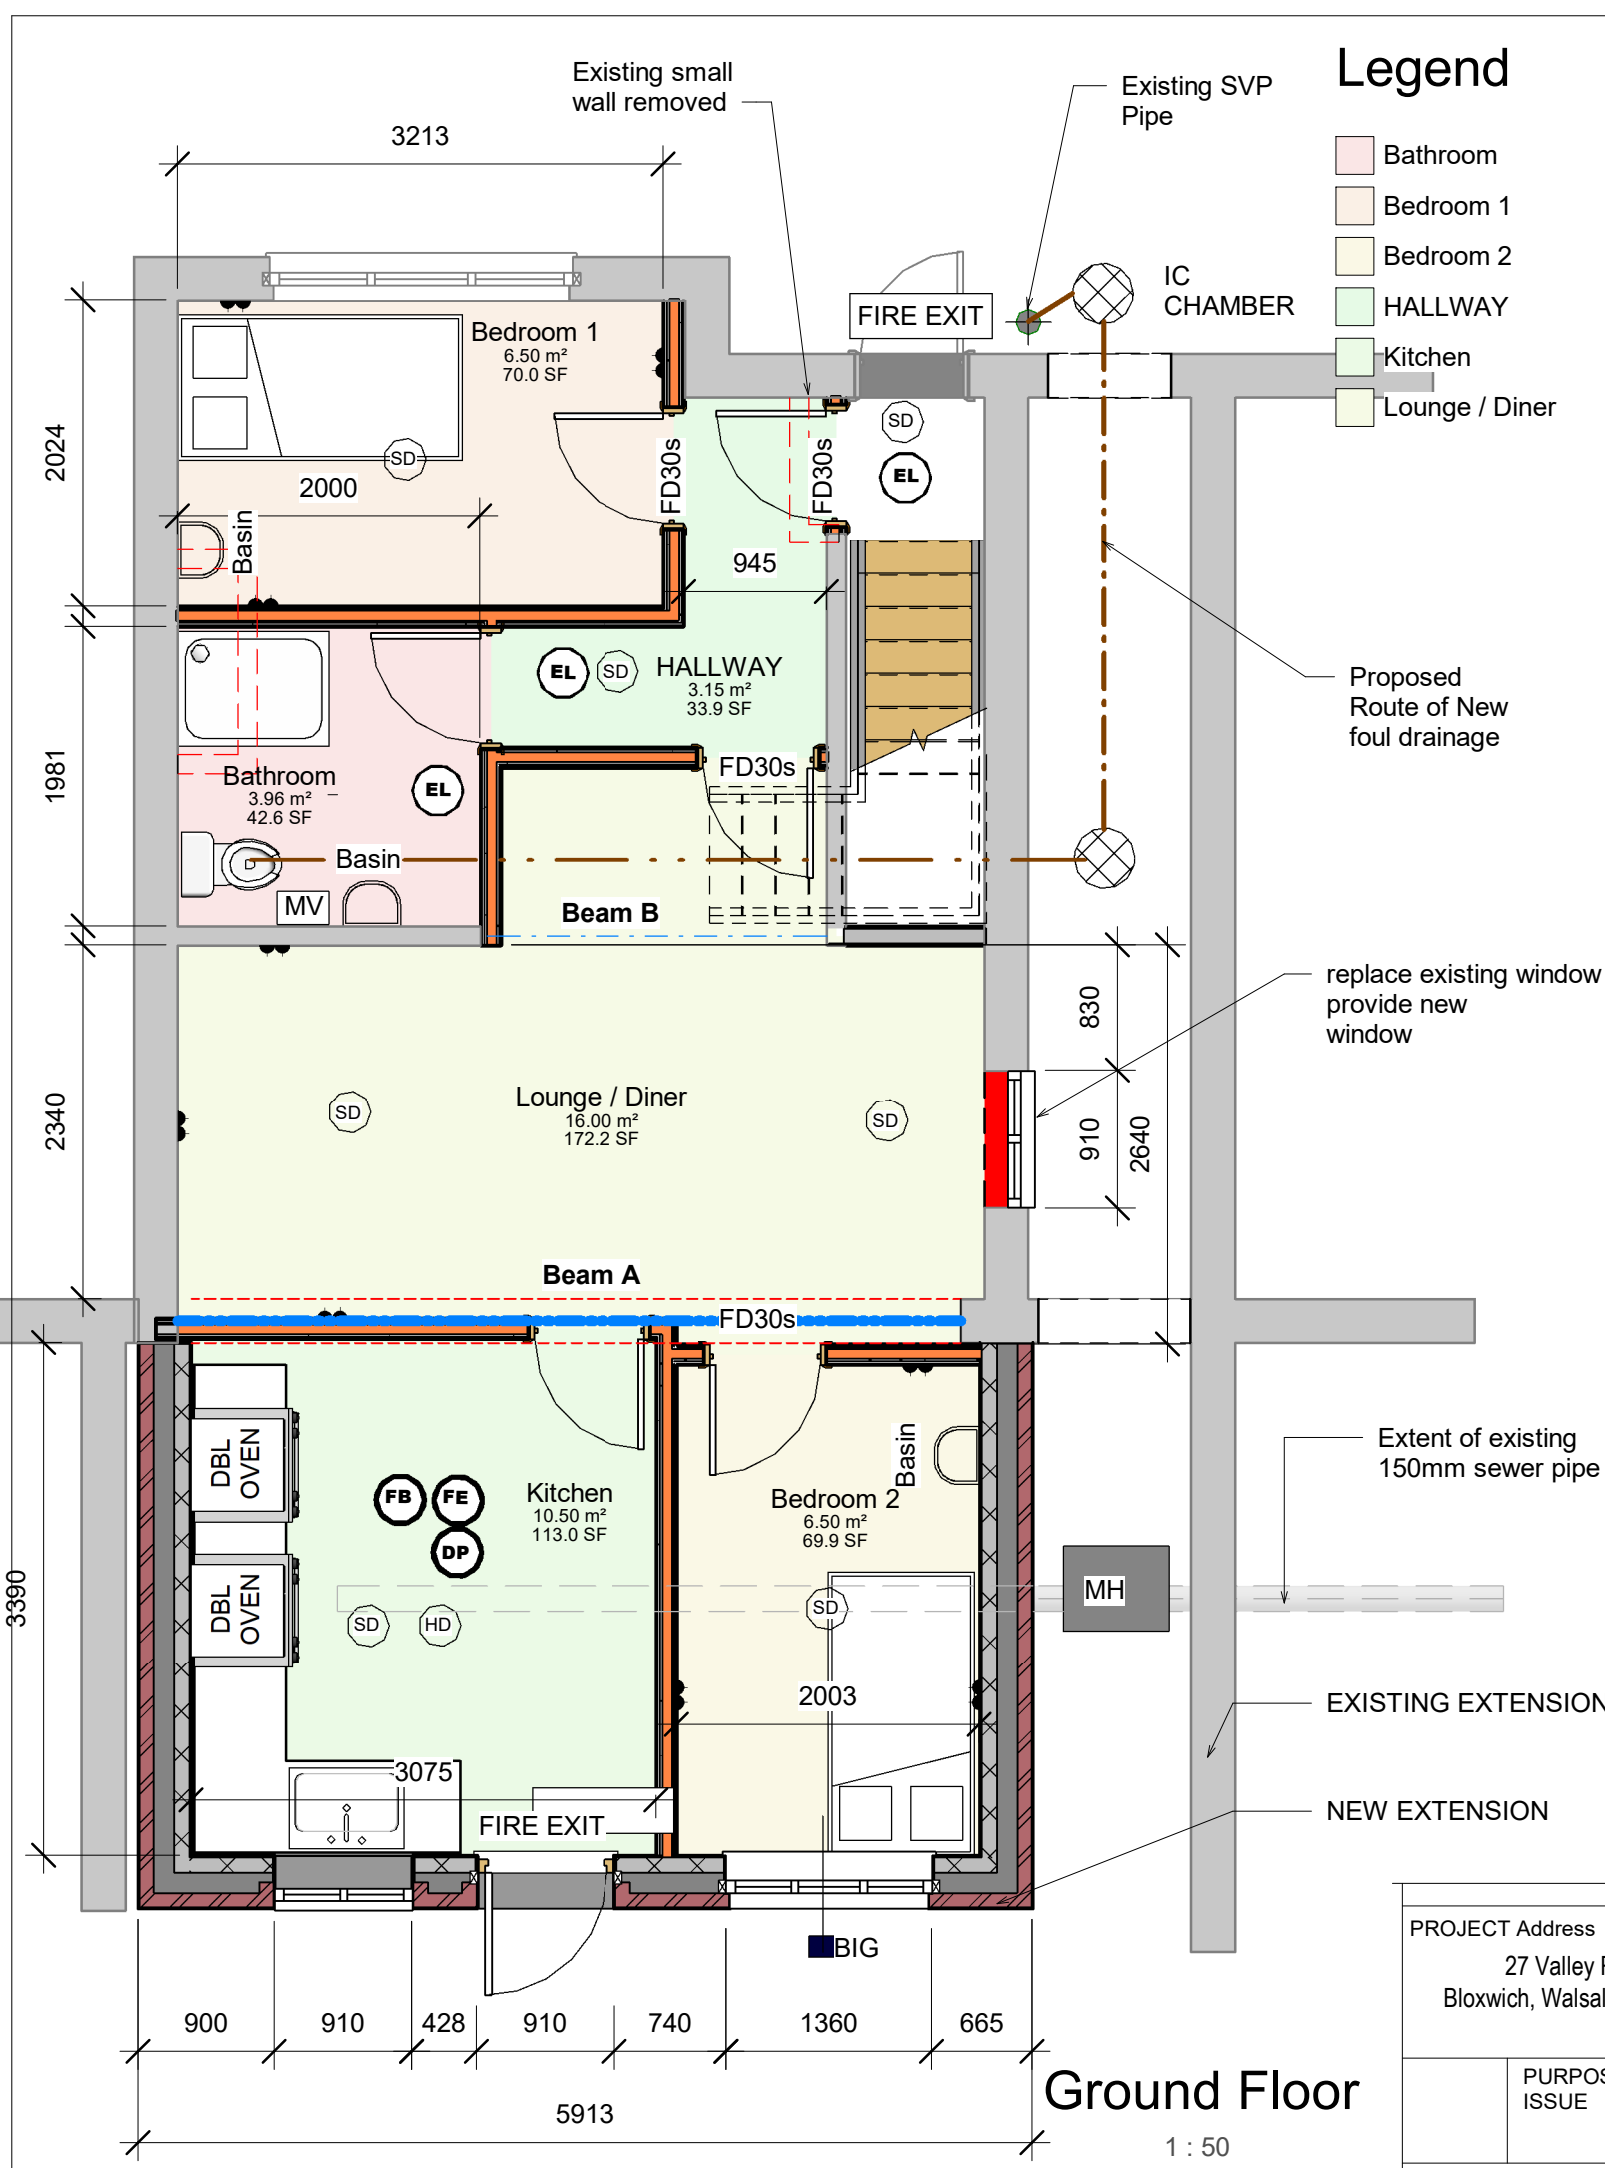 Legend
Existing small
wall removed
Existing SVP
Pipe
3213
Bathroom
Bedroom 1
Bedroom 2
HALLWAY
Kitchen
Lounge / Diner
IC
CHAMBER
FIRE EXIT
Bedroom 1
6.50 m²
70.0 SF
SD
SD
EL
FD30s
FD30s
2024
2000
Basin
945
EL
SD
HALLWAY
3.15 m²
33.9 SF
Proposed
Route of New
foul drainage
1981
Bathroom
3.96 m²
42.6 SF
EL
FD30s
Basin
MV
Beam B
replace existing window
provide new
window
830
910
2640
2340
Lounge / Diner
16.00 m²
172.2 SF
SD
SD
Beam A
FD30s
DBL
OVEN
DBL
OVEN
FB
FE
DP
Kitchen
10.50 m²
113.0 SF
Basin
Bedroom 2
6.50 m²
69.9 SF
Extent of existing
150mm sewer pipe
3390
SD
HD
SD
MH
2003
EXISTING EXTENSION
3075
FIRE EXIT
NEW EXTENSION
BIG
PROJECT Address
27 Valley
Bloxwich, Walsal
900
910
428
910
740
1360
665
5913
Ground Floor
1 : 50
PURPOS
ISSUE